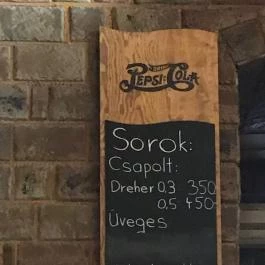 PEPSI:COLA
Sorok:
Csapolt:
Dreher 0,3 350
0,5 450-
Üveges